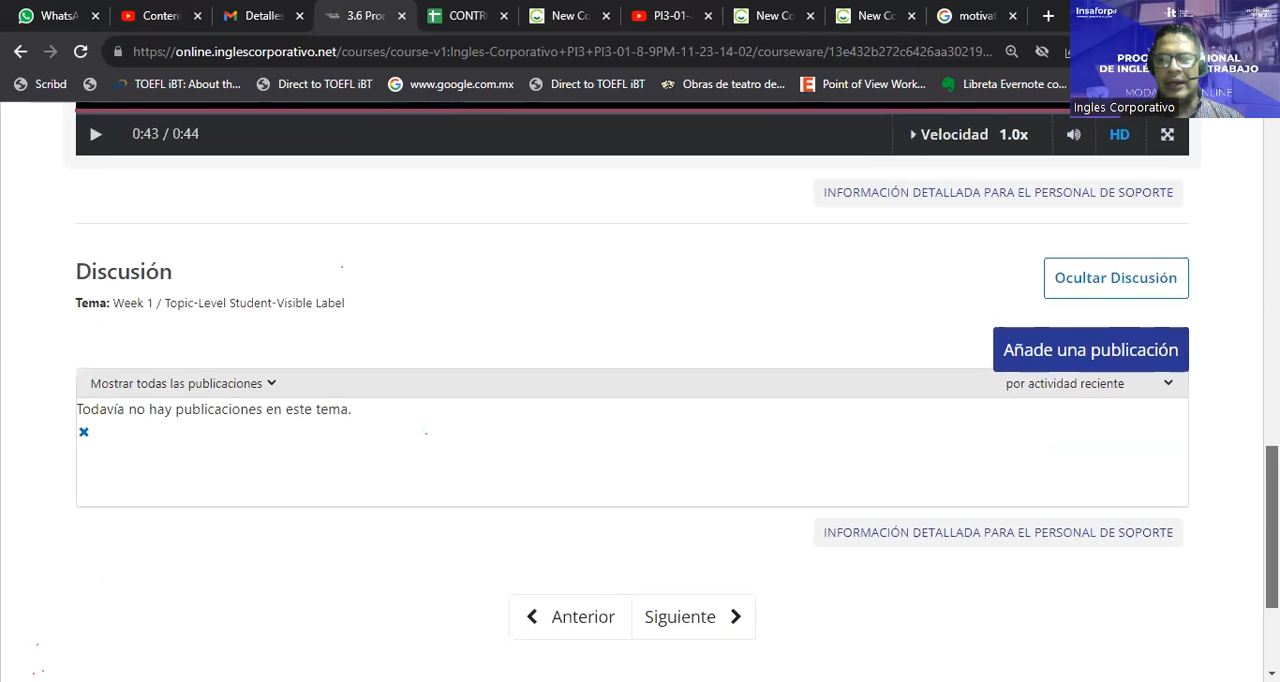 WhatsA
Conten
Detalles
3.6 Pro
CONTR
New Co
PI3-01-
New Co
New Co
motivat
https://online.inglescorporativo.net/courses/course-v1:Ingles-Corporativo+PI3+PI3-01-8-9PM-11-23-14-02/courseware/13e432b272c6426aa30219...
Scribd
TOEFL iBT: About th...
Direct to TOEFL iBT
www.google.com.mx
Direct to TOEFL iBT
Obras de teatro de...
Point of View Work...
Libreta Evernote co...
Insaforp
it
Ingles Corporativo
0:43 / 0:44
Velocidad 1.0x
HD
INFORMACIÓN DETALLADA PARA EL PERSONAL DE SOPORTE
Discusión
Ocultar Discusión
Tema: Week 1 / Topic-Level Student-Visible Label
Añade una publicación
Mostrar todas las publicaciones
por actividad reciente
Todavía no hay publicaciones en este tema.
INFORMACIÓN DETALLADA PARA EL PERSONAL DE SOPORTE
Anterior
Siguiente